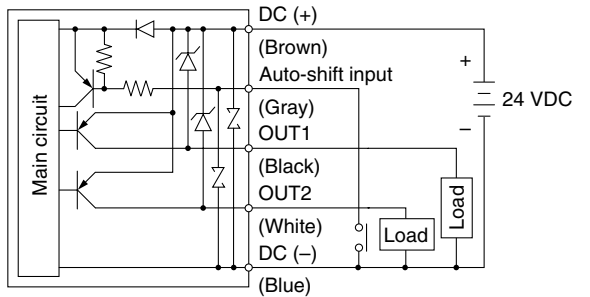 Main circuit
DC (+)
(Brown)
Auto-shift input
(Gray)
OUT1
(Black)
OUT2
(White)
DC (–)
(Blue)
+
24 VDC
–
Load
Load